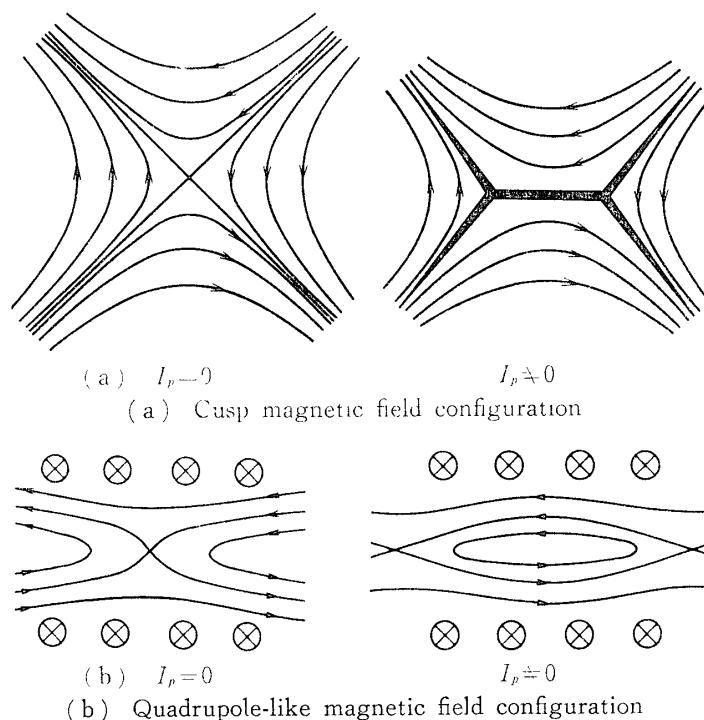 (a) I_p=0 I_p≠0
(a) Cusp magnetic field configuration
(b) I_p=0 I_p≠0
(b) Quadrupole-like magnetic field configuration